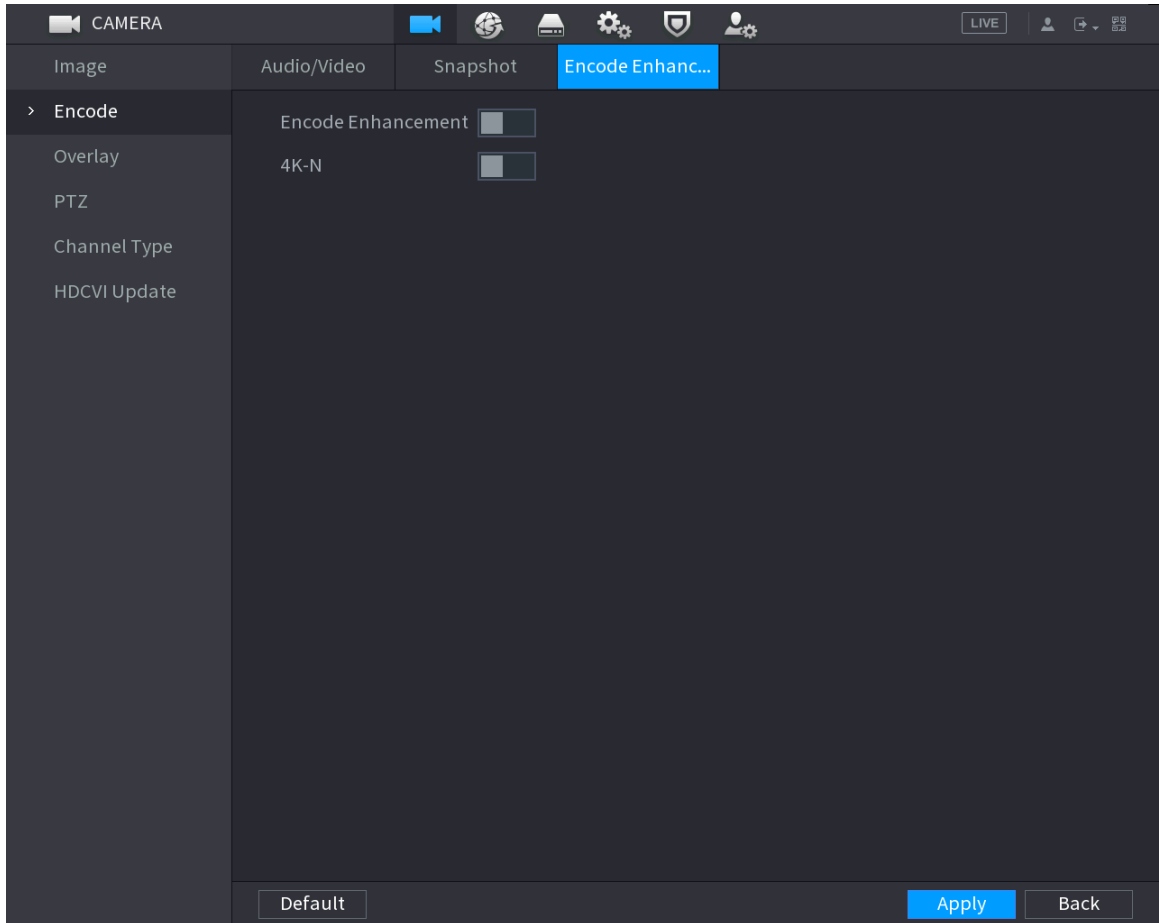 CAMERA
LIVE
Image
Audio/Video
Snapshot
Encode Enhanc...
Encode
Encode Enhancement
Overlay
4K-N
PTZ
Channel Type
HDCVI Update
Default
Apply
Back